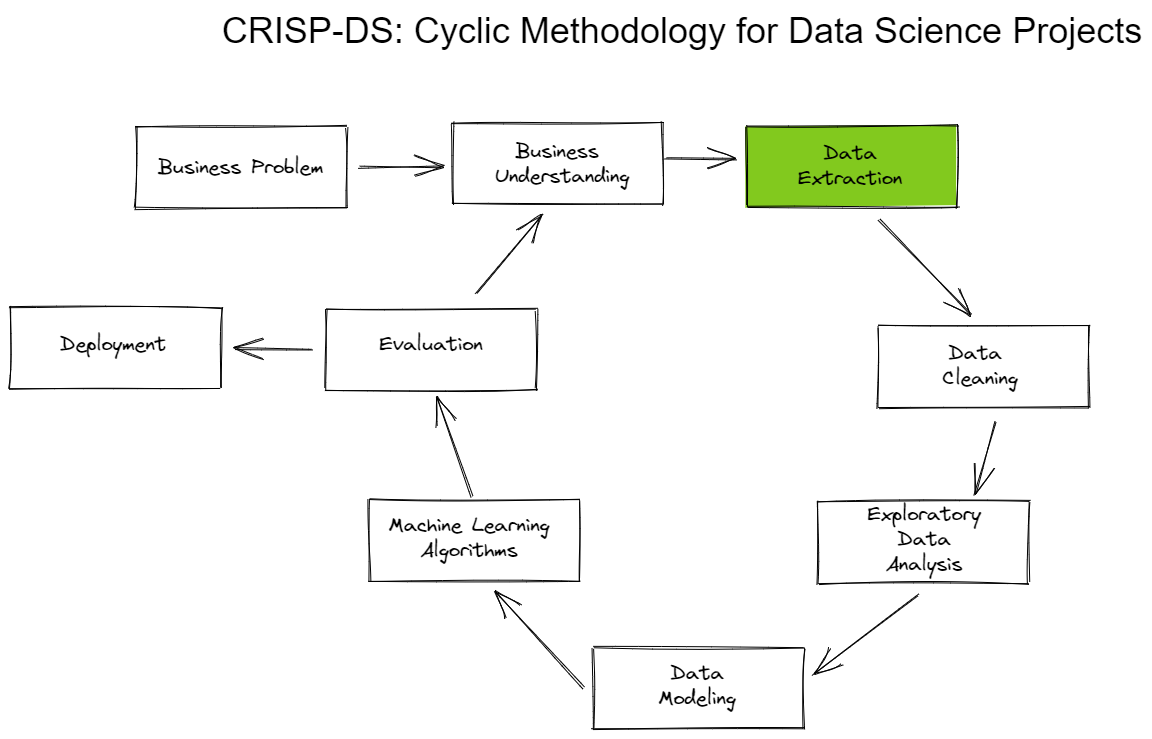 CRISP-DS: Cyclic Methodology for Data Science Projects
Business Problem
Business
Understanding
Data
Extraction
Deployment
Evaluation
Data
Cleaning
Machine Learning
Algorithms
Exploratory
Data
Analysis
Data
Modeling